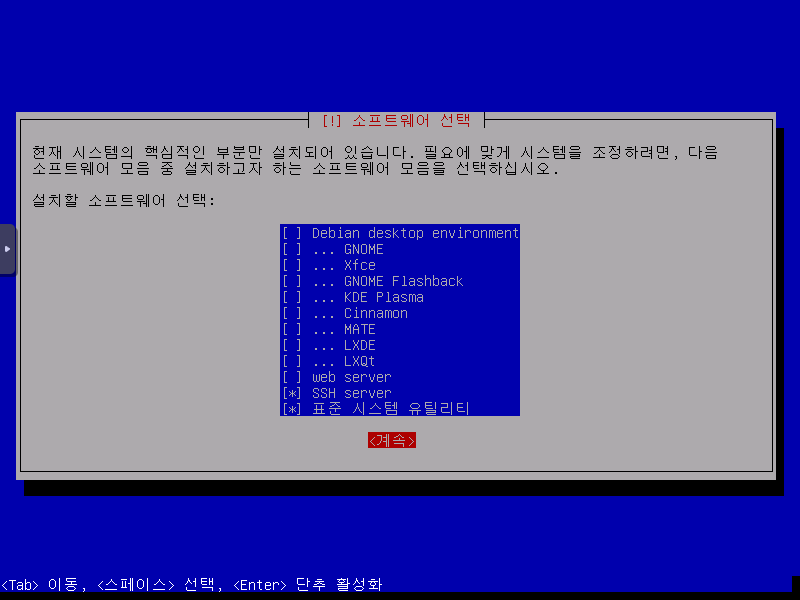 [!] 소프트웨어 선택
현재 시스템의 핵심적인 부분만 설치되어 있습니다. 필요에 맞게 시스템을 조정하려면, 다음
소프트웨어 모음 중 설치하고자 하는 소프트웨어 모음을 선택하십시오.
설치할 소프트웨어 선택:
[ ] Debian desktop environment
[ ] ... GNOME
[ ] ... Xfce
[ ] ... GNOME Flashback
[ ] ... KDE Plasma
[ ] ... Cinnamon
[ ] ... MATE
[ ] ... LXDE
[ ] ... LXQt
[ ] web server
[*] SSH server
[*] 표준 시스템 유틸리티
<계속>
<Tab> 이동, <스페이스> 선택, <Enter> 단추 활성화